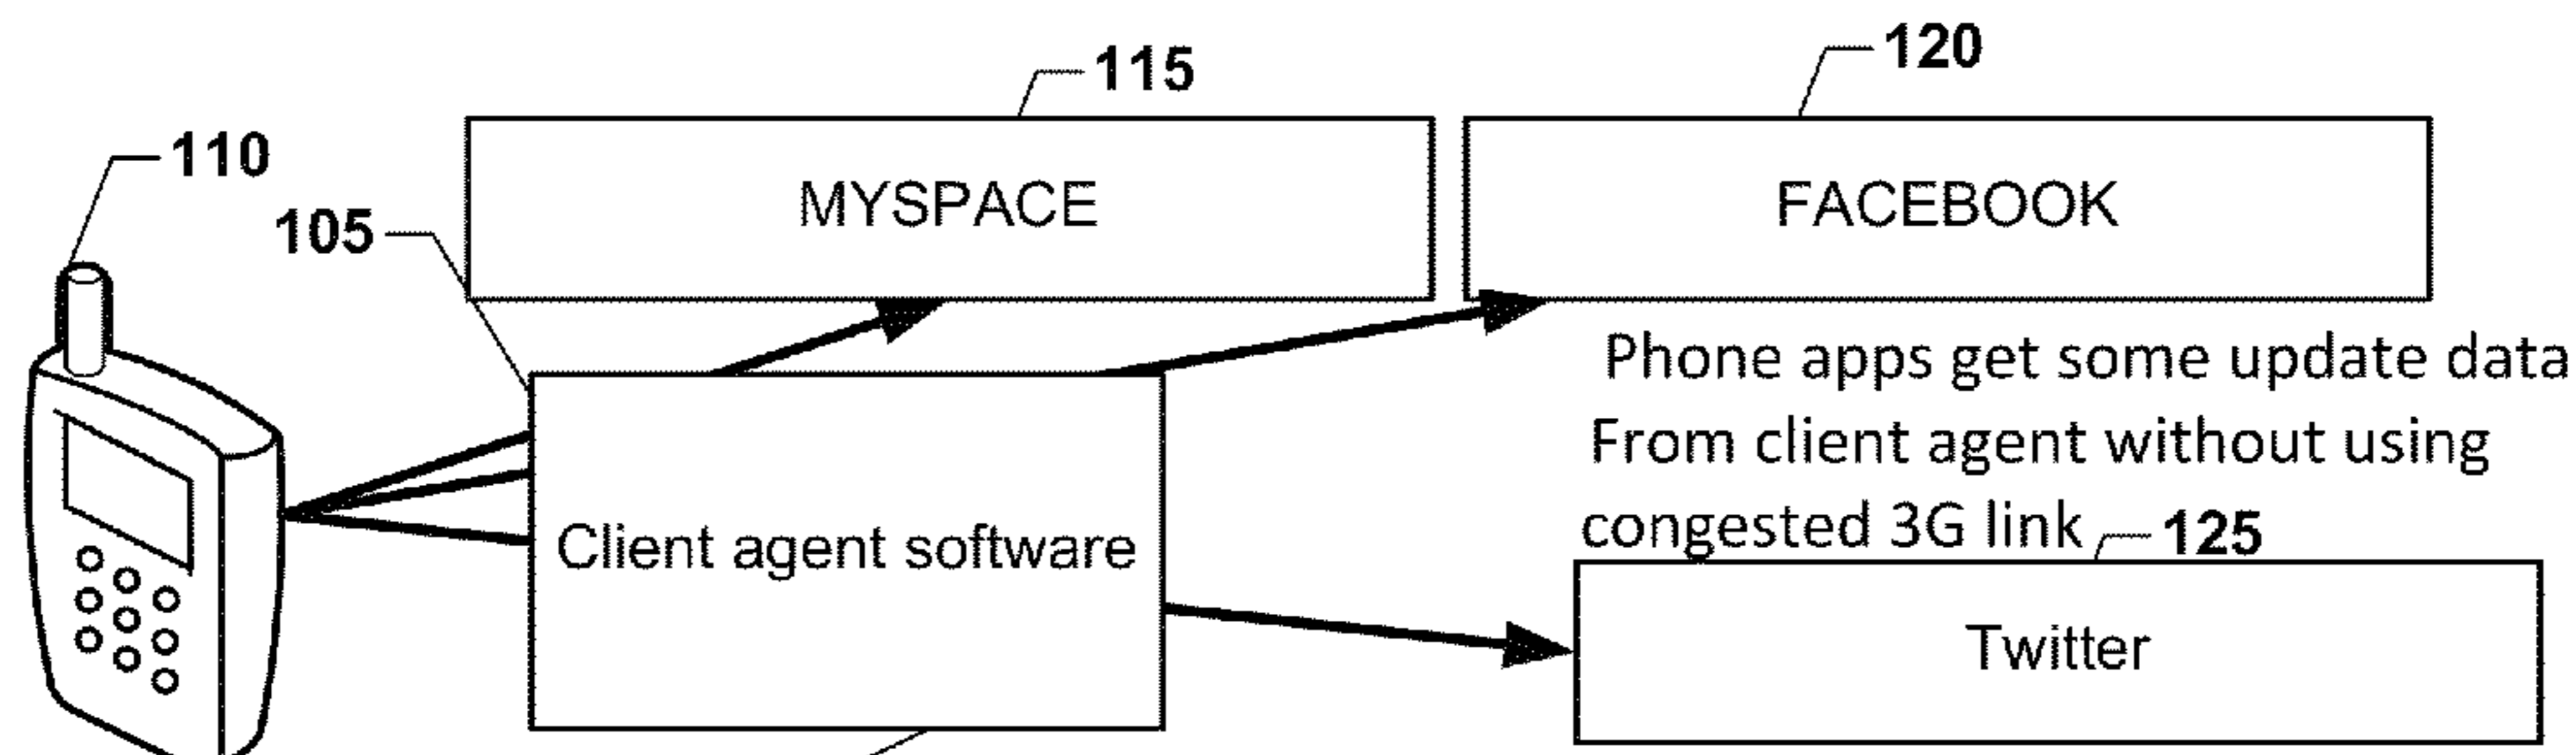 120
115
110
MYSPACE
FACEBOOK
105
Phone apps get some update data
From client agent without using
congested 3G link
125
Client agent software
Twitter